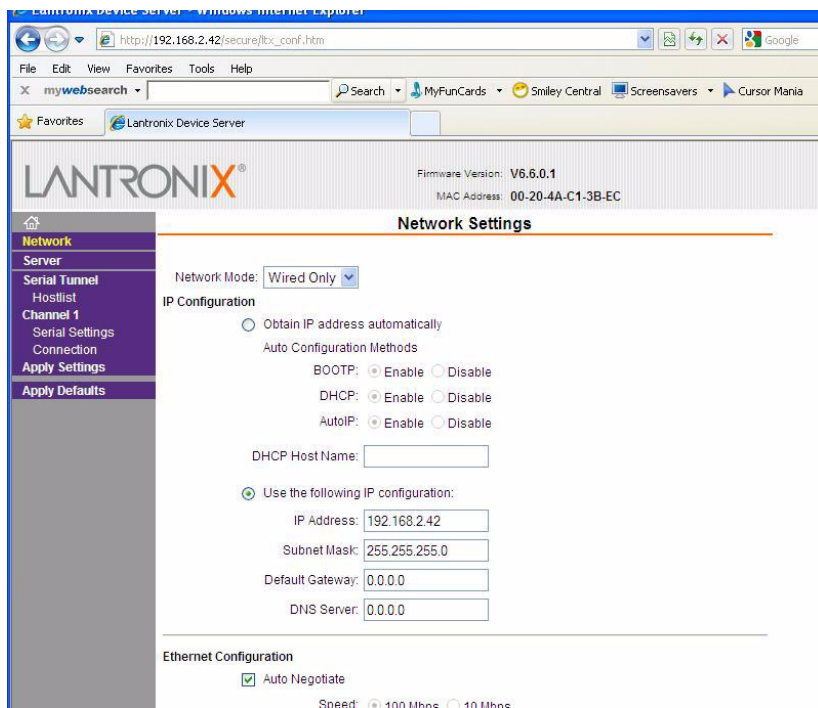 Lantronix Device Server - Windows Internet Explorer
http://192.168.2.42/secure/ltx_conf.htm
Google
File Edit View Favorites Tools Help
X mywebsearch Search MyFunCards Smiley Central Screensavers Cursor Mania
Favorites Lantronix Device Server
LANTRONIX®
Firmware Version: V6.6.0.1
MAC Address: 00-20-4A-C1-3B-EC
Network Settings
Network
Server
Serial Tunnel
Hostlist
Channel 1
Serial Settings
Connection
Apply Settings
Apply Defaults
Network Mode: Wired Only
IP Configuration
Obtain IP address automatically
Auto Configuration Methods
BOOTP: Enable Disable
DHCP: Enable Disable
AutoIP: Enable Disable
DHCP Host Name:
Use the following IP configuration:
IP Address: 192.168.2.42
Subnet Mask: 255.255.255.0
Default Gateway: 0.0.0.0
DNS Server: 0.0.0.0
Ethernet Configuration
Auto Negotiate
Speed: 100 Mbps 10 Mbps